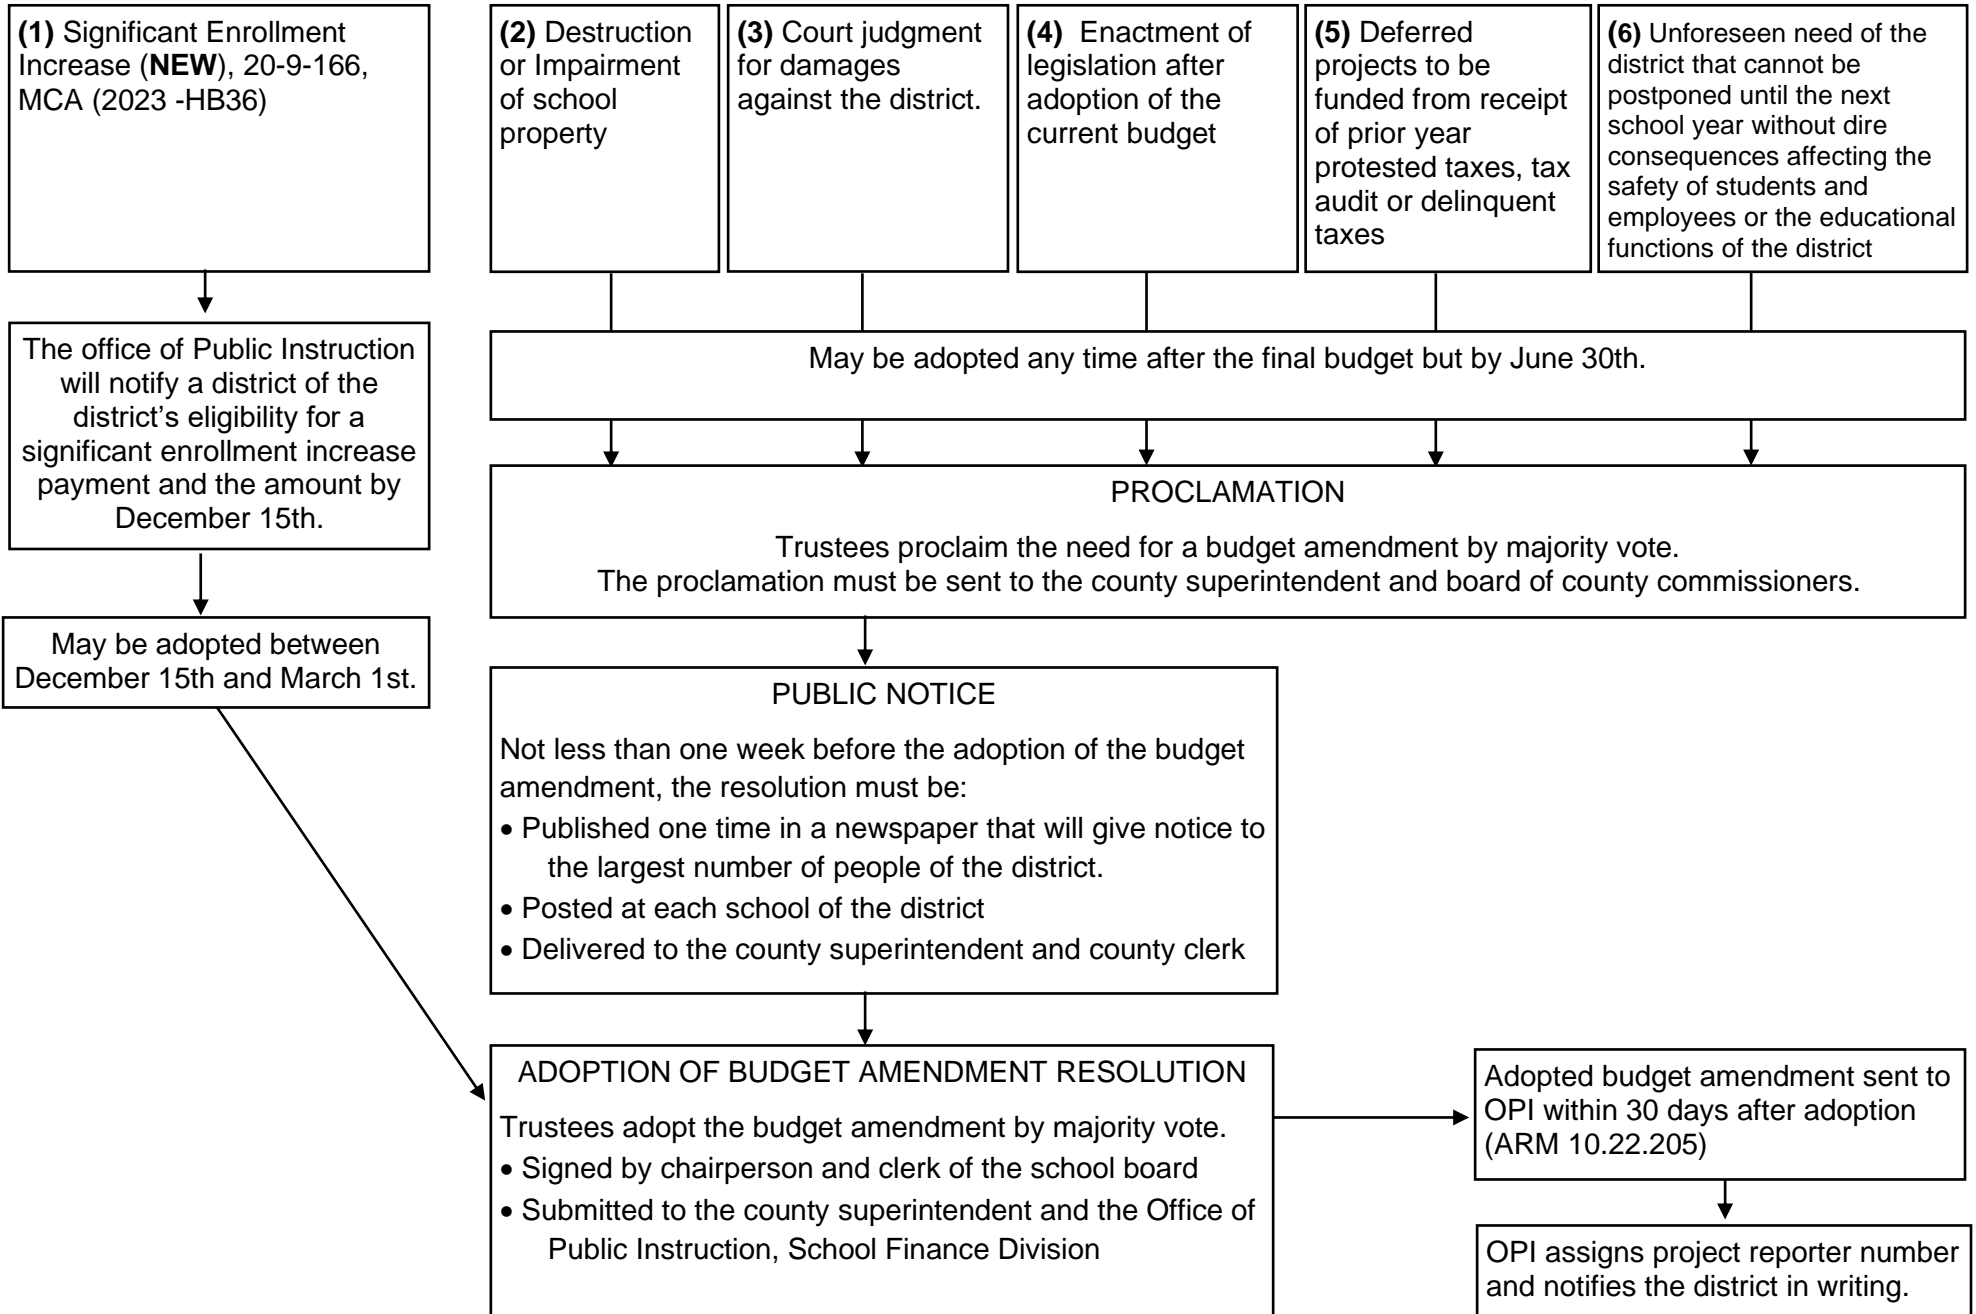 (1) Significant Enrollment
Increase (NEW), 20-9-166,
MCA (2023 -HB36)
(2) Destruction
or Impairment
of school
property
(3) Court judgment
for damages
against the district.
(4) Enactment of
legislation after
adoption of the
current budget
(5) Deferred
projects to be
funded from receipt
of prior year
protested taxes, tax
audit or delinquent
taxes
(6) Unforeseen need of the
district that cannot be
postponed until the next
school year without dire
consequences affecting the
safety of students and
employees or the educational
functions of the district
The office of Public Instruction
will notify a district of the
district’s eligibility for a
significant enrollment increase
payment and the amount by
December 15th.
May be adopted between
December 15th and March 1st.
May be adopted any time after the final budget but by June 30th.
PROCLAMATION
Trustees proclaim the need for a budget amendment by majority vote.
The proclamation must be sent to the county superintendent and board of county commissioners.
PUBLIC NOTICE
Not less than one week before the adoption of the budget
amendment, the resolution must be:
• Published one time in a newspaper that will give notice to
the largest number of people of the district.
• Posted at each school of the district
• Delivered to the county superintendent and county clerk
ADOPTION OF BUDGET AMENDMENT RESOLUTION
Trustees adopt the budget amendment by majority vote.
• Signed by chairperson and clerk of the school board
• Submitted to the county superintendent and the Office of
Public Instruction, School Finance Division
Adopted budget amendment sent to
OPI within 30 days after adoption
(ARM 10.22.205)
OPI assigns project reporter number
and notifies the district in writing.